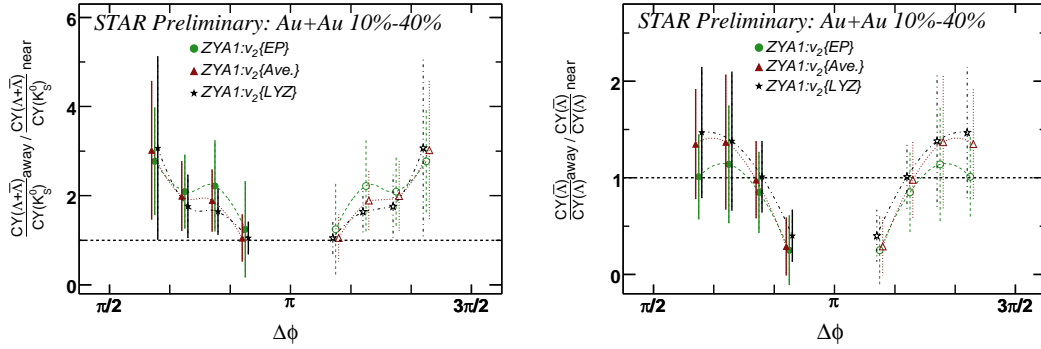 STAR Preliminary: Au+Au 10%-40%
ZYA1:v₂{EP}
ZYA1:v₂{Ave.}
ZYA1:v₂{LYZ}
CY(Λ+Λ̅)/CY(K⁰S) away / CY(Λ+Λ̅)/CY(K⁰S) near
6
4
2
0
π/2 π 3π/2
Δϕ
STAR Preliminary: Au+Au 10%-40%
ZYA1:v₂{EP}
ZYA1:v₂{Ave.}
ZYA1:v₂{LYZ}
CY(Λ̅)/CY(Λ) away / CY(Λ̅)/CY(Λ) near
2
1
0
π/2 π 3π/2
Δϕ